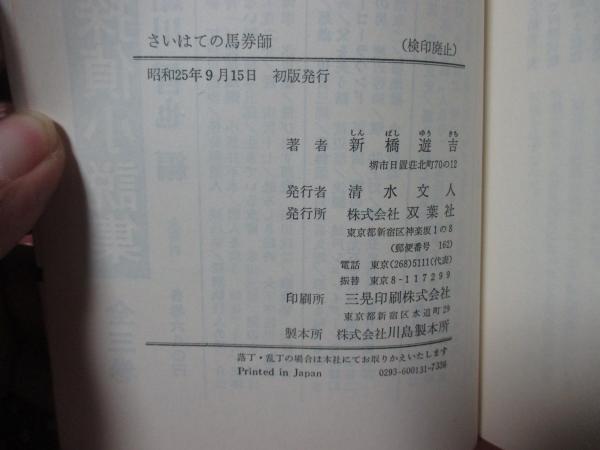 さいはての馬券師 （検印廃止）
昭和25年9月15日　初版発行
しん ばし ゆう きち
著者 新橋遊吉
堺市日置荘北町70の12
発行者 清水文人
発行所 株式会社 双葉社
東京都新宿区神楽坂1の8
（郵便番号 162）
電話 東京(268)5111(代表)
振替 東京8-117299
印刷所 三晃印刷株式会社
東京都新宿区水道町29
製本所 株式会社川島製本所
落丁・乱丁の場合は本社にてお取りかえいたします
Printed in Japan 0293-600131-7336